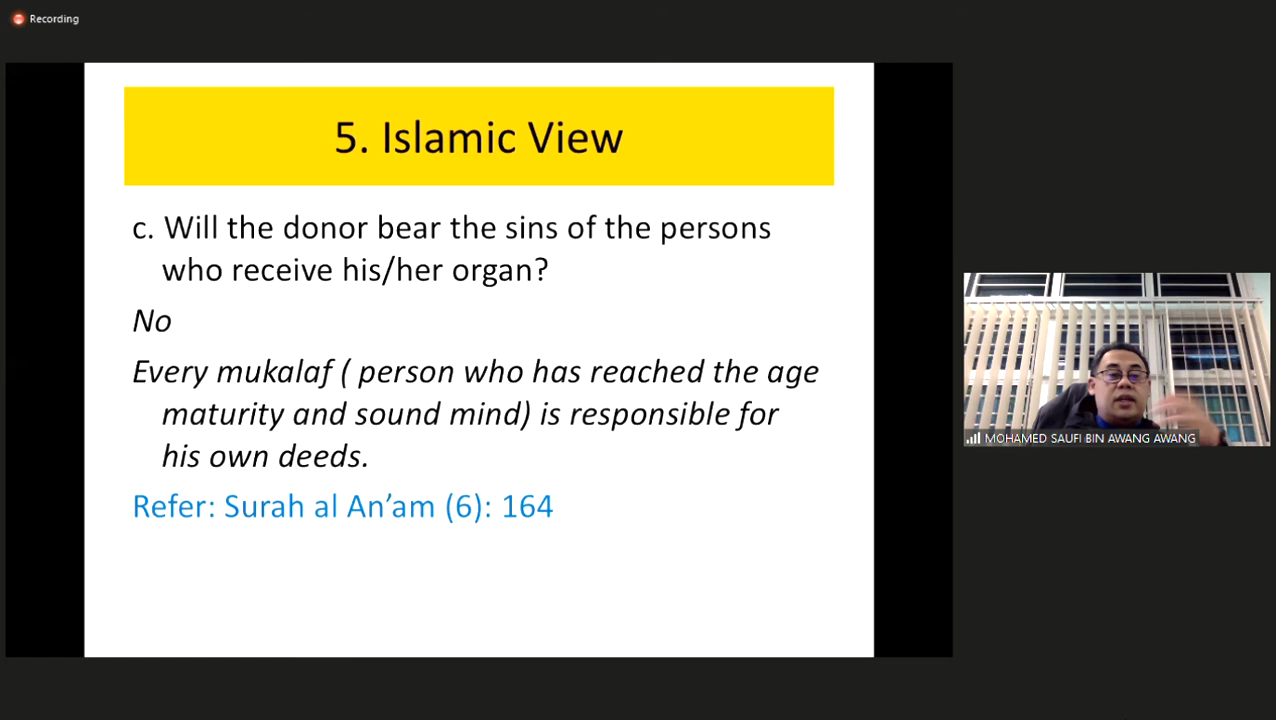 Recording
5. Islamic View
c. Will the donor bear the sins of the persons
who receive his/her organ?
No
Every mukalaf ( person who has reached the age
maturity and sound mind) is responsible for
his own deeds.
Refer: Surah al An’am (6): 164
MOHAMED SAUFI BIN AWANG AWANG